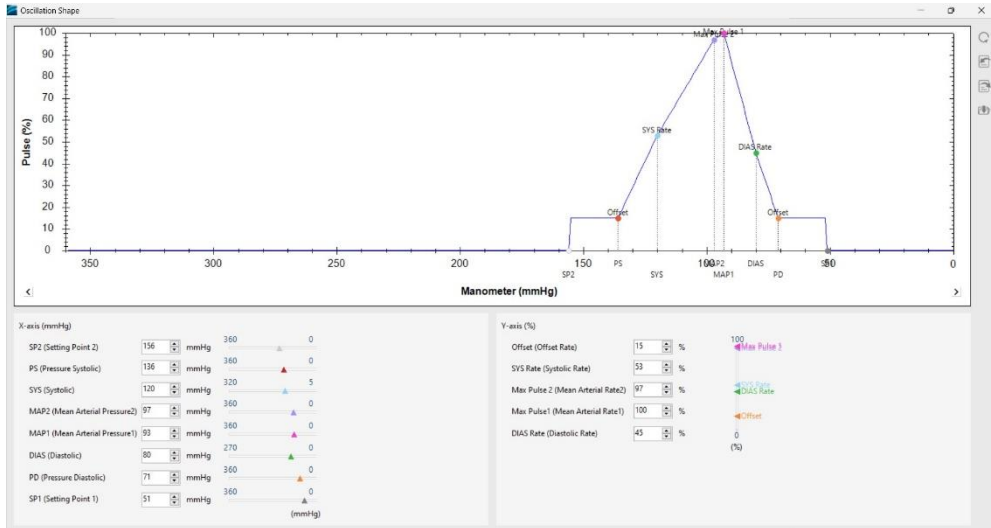 Oscillation Shape
100
90
80
70
60
50
40
30
20
10
0
Pulse (%)
Max Pulse 1
SYS Rate
DIAS Rate
Offset
Offset
350
300
250
200
150
100
50
0
SP2
PS
SYS
MAP2
MAP1
DIAS
PD
Manometer (mmHg)
X-axis (mmHg)
SP2 (Setting Point 2) 156 mmHg 360 0
PS (Pressure Systolic) 136 mmHg 360 0
SYS (Systolic) 120 mmHg 320 5
MAP2 (Mean Arterial Pressure2) 97 mmHg 360 0
MAP1 (Mean Arterial Pressure1) 93 mmHg 360 0
DIAS (Diastolic) 80 mmHg 270 0
PD (Pressure Diastolic) 71 mmHg 360 0
SP1 (Setting Point 1) 51 mmHg 360 0
(mmHg)
Y-axis (%)
Offset (Offset Rate) 15 %
SYS Rate (Systolic Rate) 53 %
Max Pulse 2 (Mean Arterial Rate2) 97 %
Max Pulse1 (Mean Arterial Rate1) 100 %
DIAS Rate (Diastolic Rate) 45 %
100
Max Pulse
SYS Rate
DIAS Rate
Offset
0
(%)